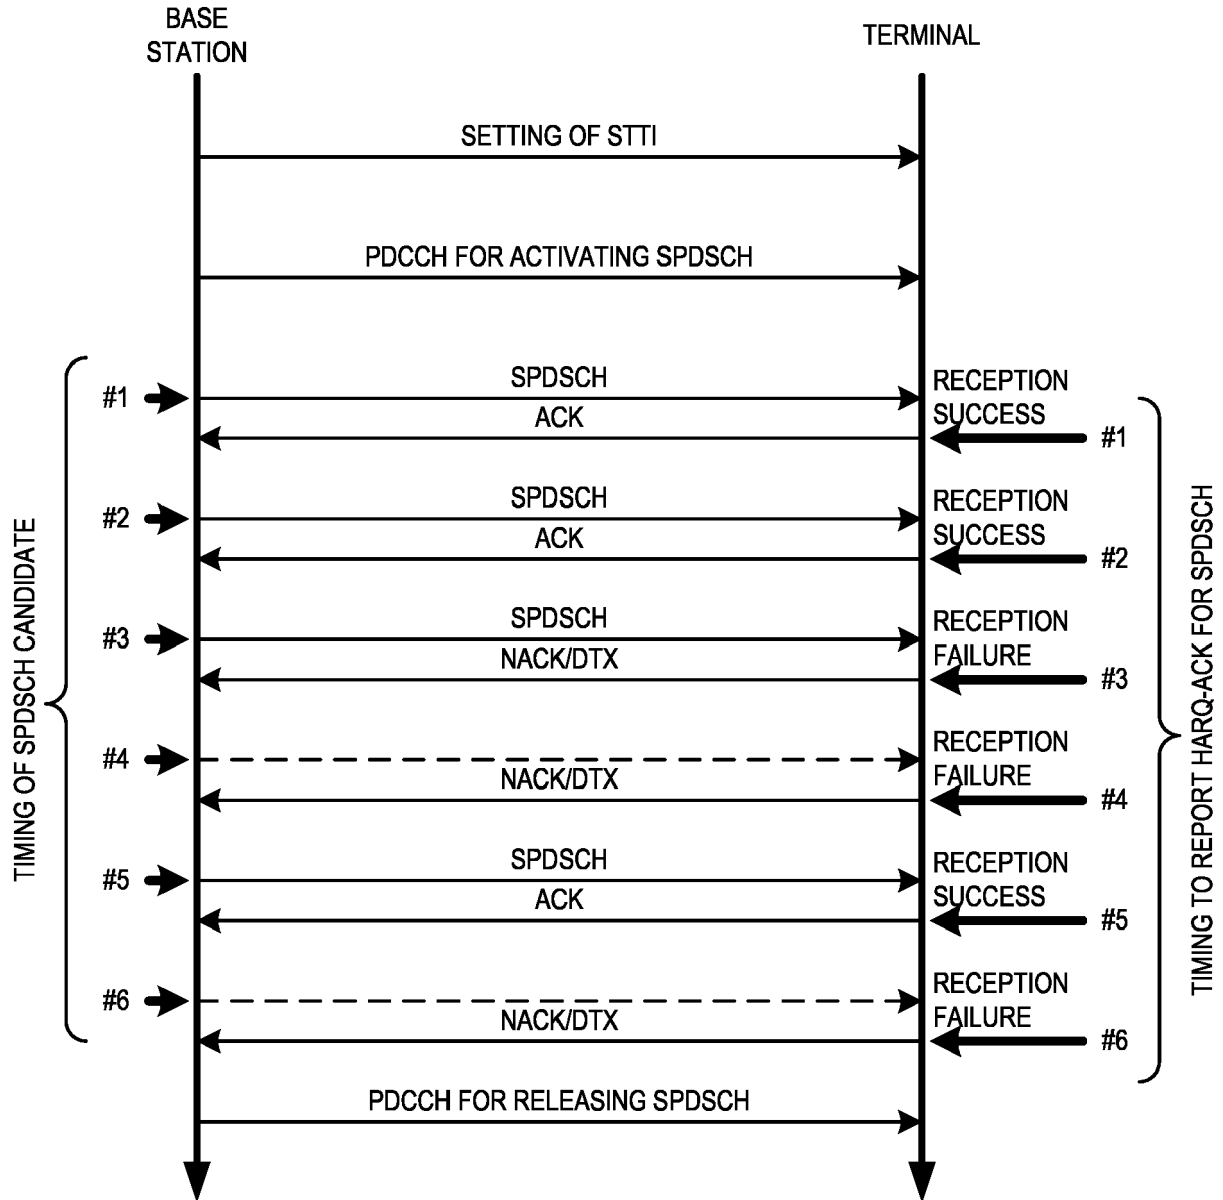 BASE
STATION
TERMINAL
SETTING OF STTI
PDCCH FOR ACTIVATING SPDSCH
TIMING OF SPDSCH CANDIDATE
#1
SPDSCH
RECEPTION
SUCCESS
ACK
#1
#2
SPDSCH
RECEPTION
SUCCESS
ACK
#2
#3
SPDSCH
RECEPTION
FAILURE
NACK/DTX
#3
#4
RECEPTION
FAILURE
NACK/DTX
#4
#5
SPDSCH
RECEPTION
SUCCESS
ACK
#5
#6
RECEPTION
FAILURE
NACK/DTX
#6
TIMING TO REPORT HARQ-ACK FOR SPDSCH
PDCCH FOR RELEASING SPDSCH